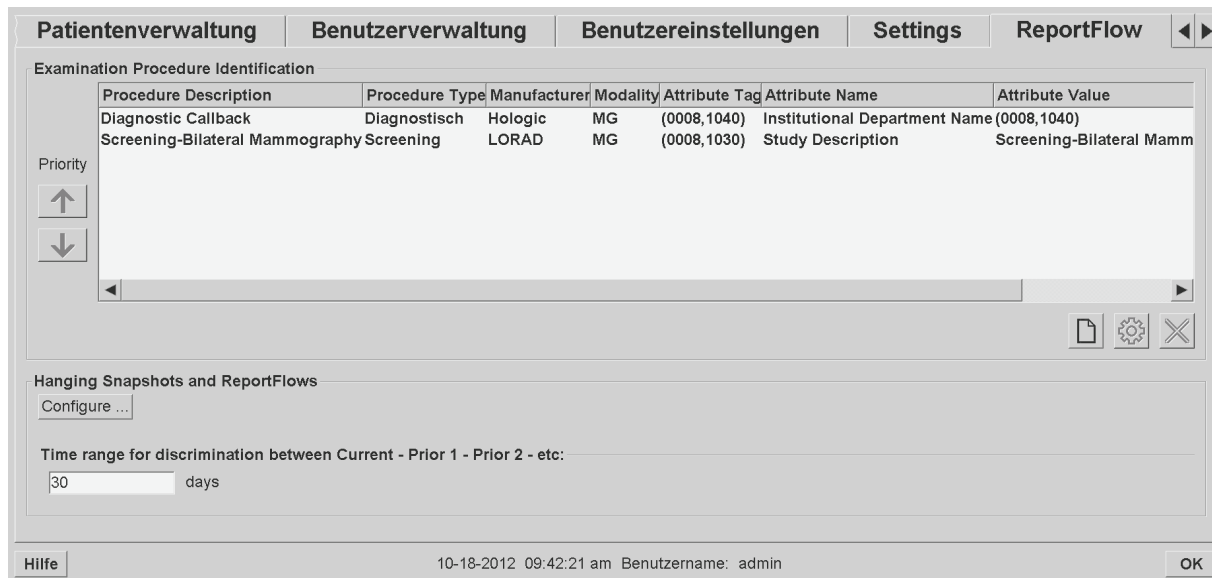 Patientenverwaltung Benutzerverwaltung Benutzereinstellungen Settings ReportFlow
Examination Procedure Identification
Procedure Description Procedure Type Manufacturer Modality Attribute Tag Attribute Name Attribute Value
Diagnostic Callback Diagnostisch Hologic MG (0008,1040) Institutional Department Name (0008,1040)
Screening-Bilateral Mammography Screening LORAD MG (0008,1030) Study Description Screening-Bilateral Mamm
Priority
Hanging Snapshots and ReportFlows
Configure ...
Time range for discrimination between Current - Prior 1 - Prior 2 - etc:
30 days
Hilfe 10-18-2012 09:42:21 am Benutzername: admin OK